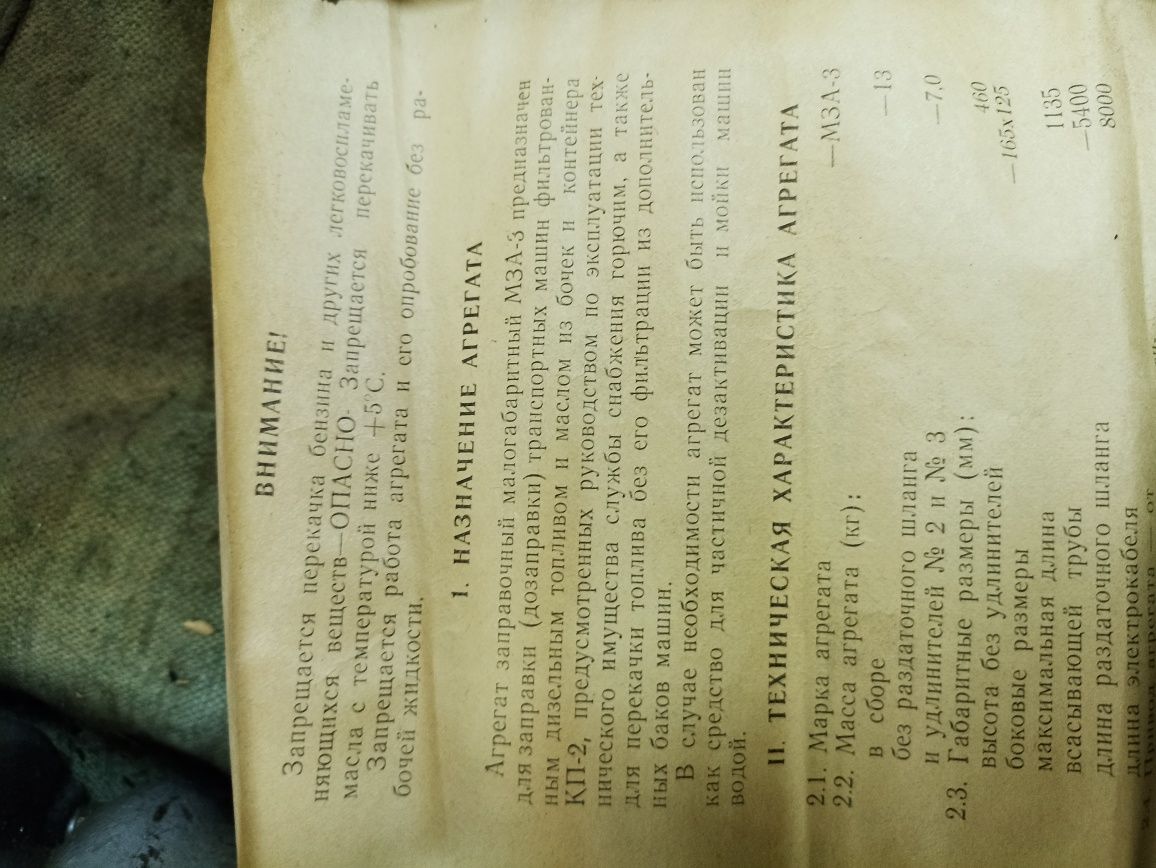 ВНИМАНИЕ!
Запрещается перекачка бензина и других легковоспламе-
няющихся веществ—ОПАСНО. Запрещается перекачивать
масла с температурой ниже +5°С.
Запрещается работа агрегата и его опробование без ра-
бочей жидкости.
1. НАЗНАЧЕНИЕ АГРЕГАТА
Агрегат заправочный малогабаритный МЗА-3 предназначен
для заправки (дозаправки) транспортных машин фильтрован-
ным дизельным топливом и маслом из бочек и контейнера
КП-2, предусмотренных руководством по эксплуатации тех-
нического имущества службы снабжения горючим, а также
для перекачки топлива без его фильтрации из дополнитель-
ных баков машин.
В случае необходимости агрегат может быть использован
как средство для частичной дезактивации и мойки машин
водой.
II. ТЕХНИЧЕСКАЯ ХАРАКТЕРИСТИКА АГРЕГАТА
2.1. Марка агрегата —МЗА-3
2.2. Масса агрегата (кг):
в сборе —13
без раздаточного шланга
и удлинителей № 2 и № 3 —7,0
2.3. Габаритные размеры (мм):
высота без удлинителей 460
боковые размеры —165x125
максимальная длина
всасывающей трубы 1135
длина раздаточного шланга —5400
длина электрокабеля 8000